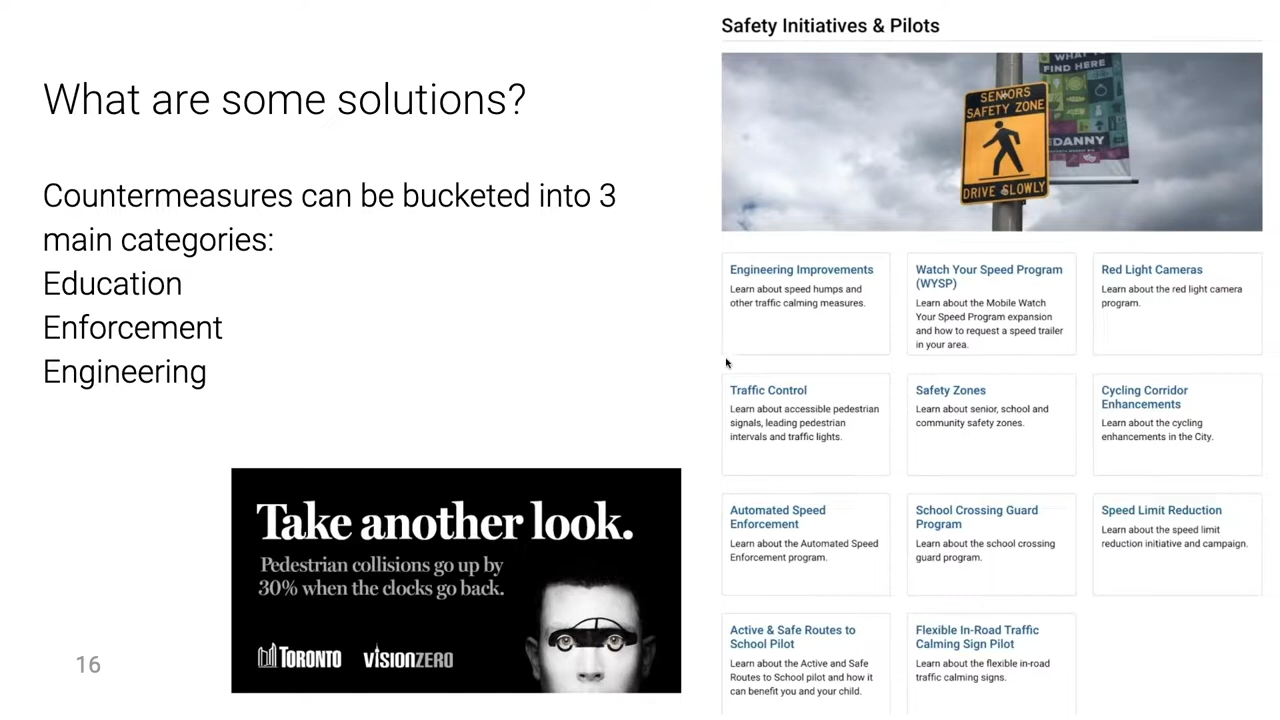 What are some solutions?
Countermeasures can be bucketed into 3
main categories:
Education
Enforcement
Engineering
Take another look.
Pedestrian collisions go up by
30% when the clocks go back.
TORONTO
VISIONZERO
16
Safety Initiatives & Pilots
WHAT
FIND HERE
DANNY
SENIORS
SAFETY ZONE
DRIVE SLOWLY
Engineering Improvements
Learn about speed humps and
other traffic calming measures.
Watch Your Speed Program
(WYSP)
Learn about the Mobile Watch
Your Speed Program expansion
and how to request a speed trailer
in your area.
Red Light Cameras
Learn about the red light camera
program.
Traffic Control
Learn about accessible pedestrian
signals, leading pedestrian
intervals and traffic lights.
Safety Zones
Learn about senior, school and
community safety zones.
Cycling Corridor
Enhancements
Learn about the cycling
enhancements in the City.
Automated Speed
Enforcement
Learn about the Automated Speed
Enforcement program.
School Crossing Guard
Program
Learn about the school crossing
guard program.
Speed Limit Reduction
Learn about the speed limit
reduction initiative and campaign.
Active & Safe Routes to
School Pilot
Learn about the Active and Safe
Routes to School pilot and how it
can benefit you and your child.
Flexible In-Road Traffic
Calming Sign Pilot
Learn about the flexible in-road
traffic calming signs.